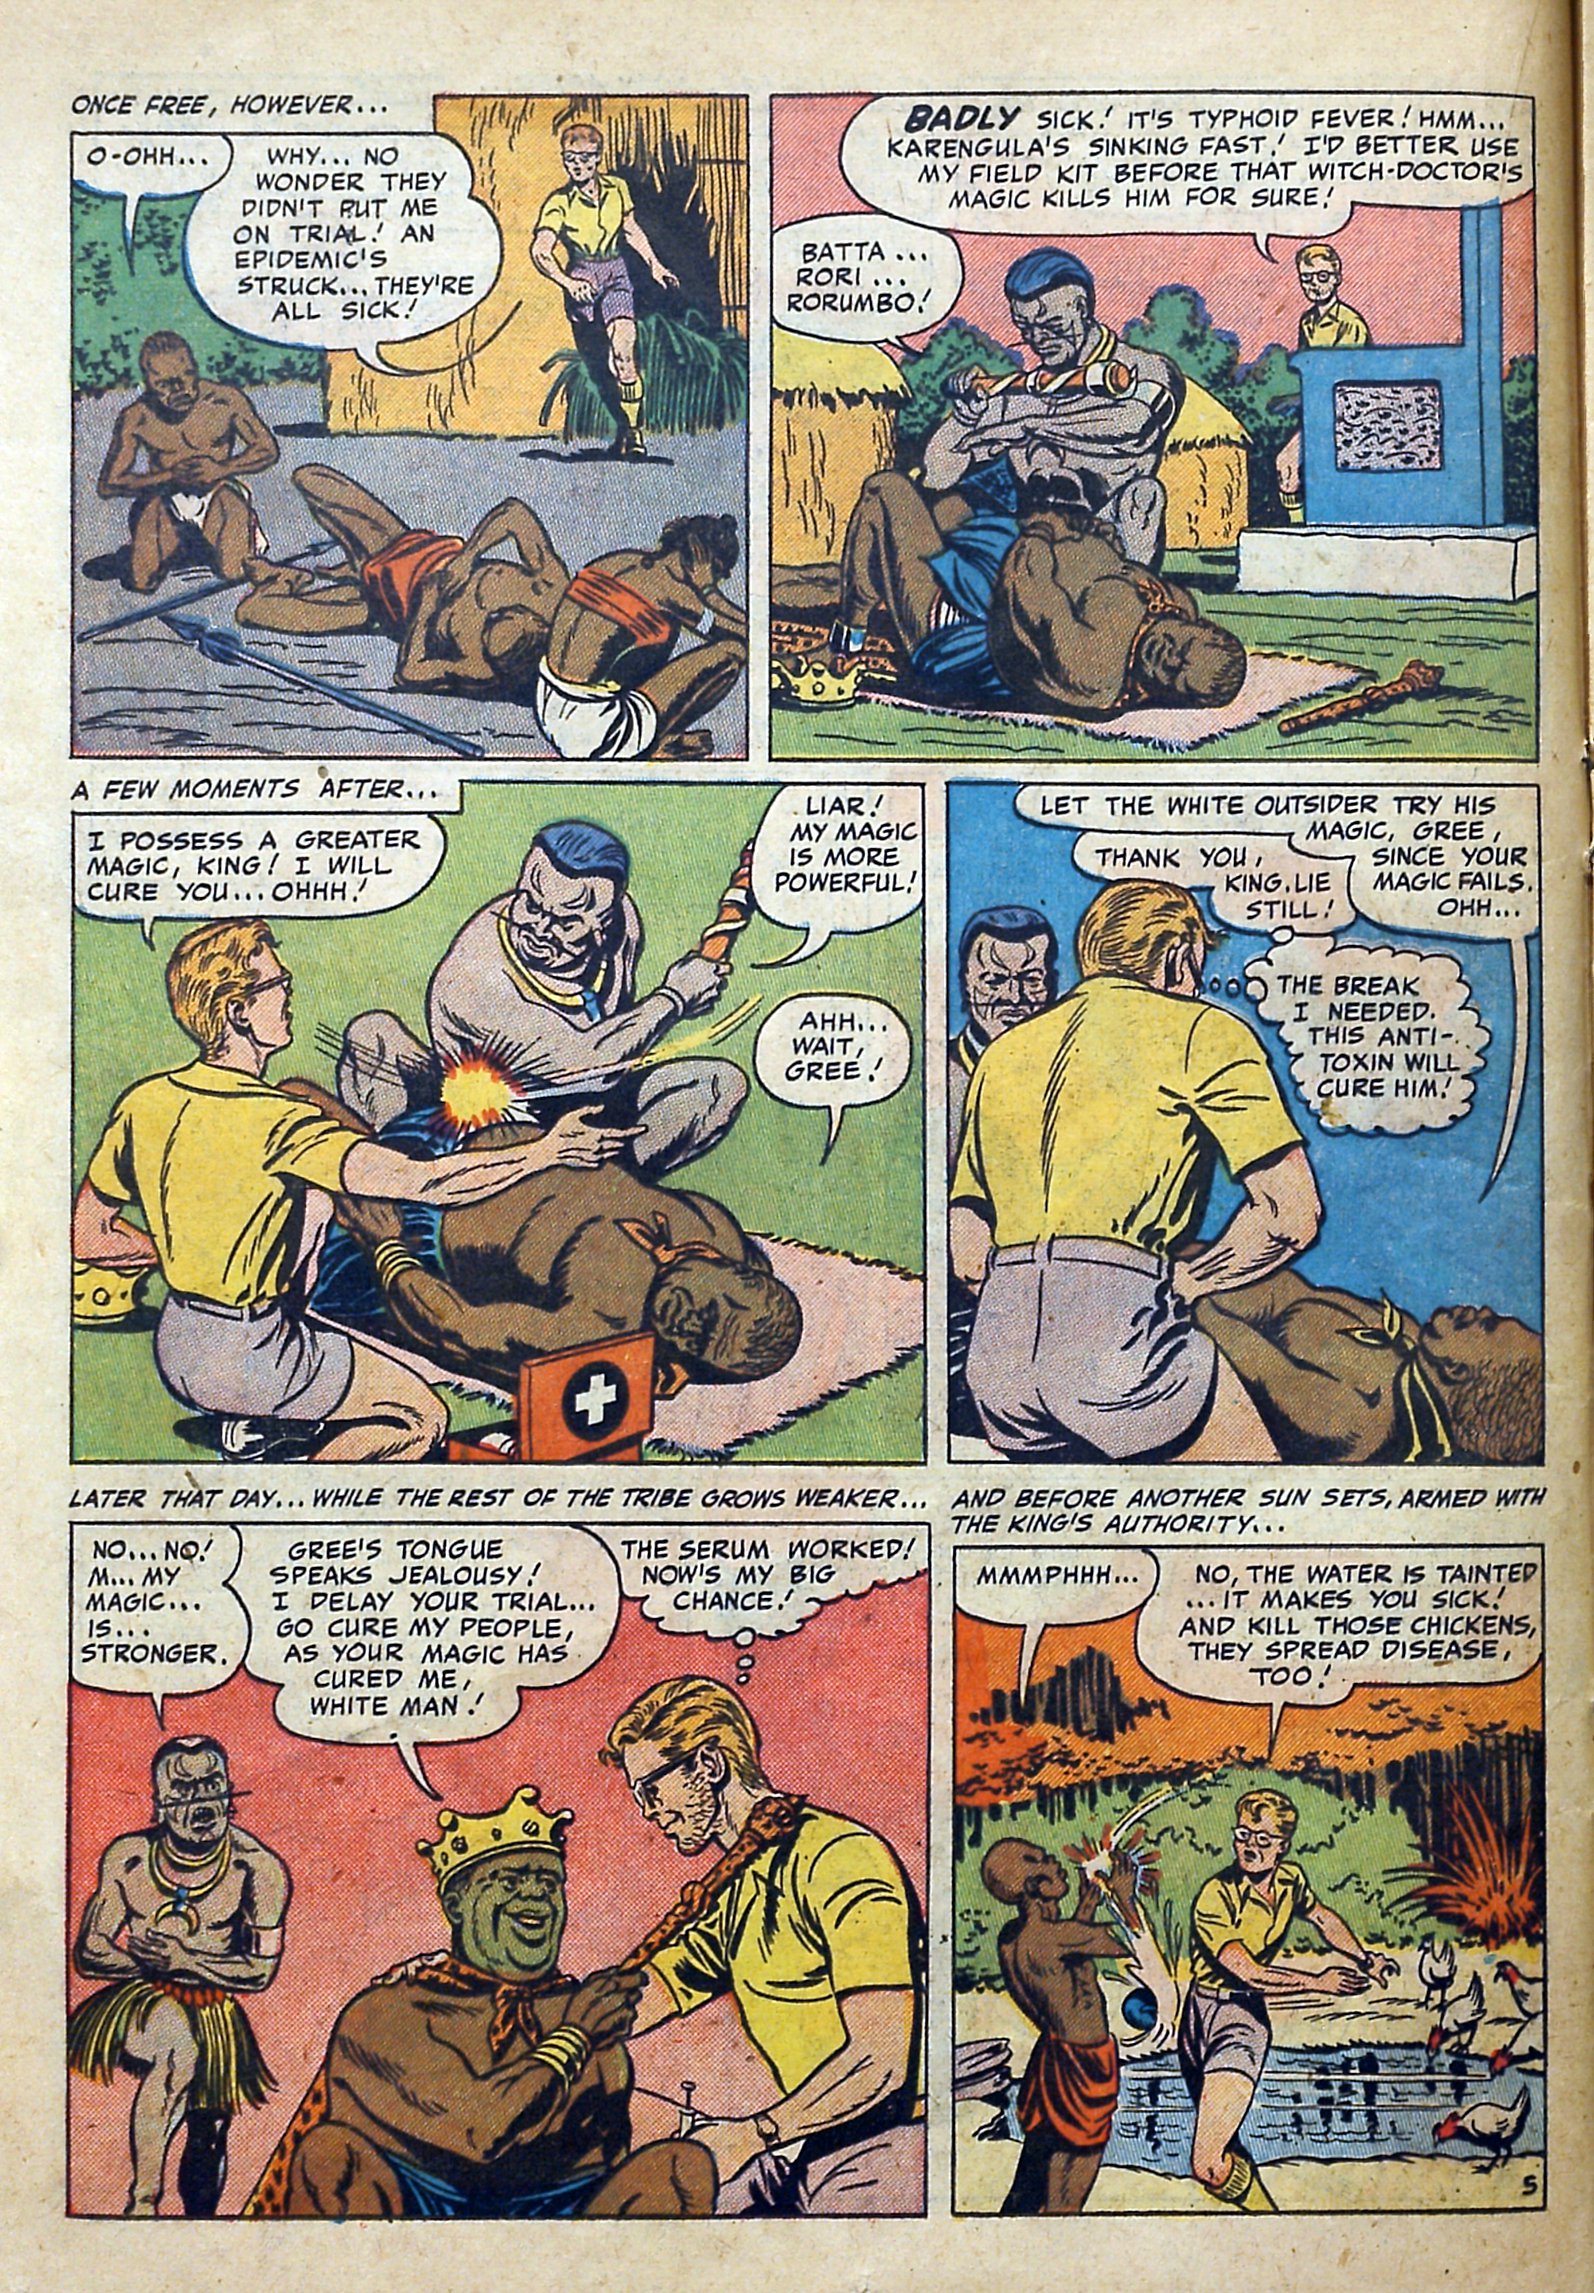 ONCE FREE, HOWEVER...
O-OHH...
WHY... NO
WONDER THEY
DIDN'T PUT ME
ON TRIAL! AN
EPIDEMIC'S
STRUCK... THEY'RE
ALL SICK!
BADLY SICK! IT'S TYPHOID FEVER! HMM...
KARENGULA'S SINKING FAST! I'D BETTER USE
MY FIELD KIT BEFORE THAT WITCH-DOCTOR'S
MAGIC KILLS HIM FOR SURE!
BATTA ...
RORI ...
RORUMBO!
A FEW MOMENTS AFTER...
I POSSESS A GREATER
MAGIC, KING! I WILL
CURE YOU... OHHH!
LIAR!
MY MAGIC
IS MORE
POWERFUL!
AHH...
WAIT,
GREE!
LET THE WHITE OUTSIDER TRY HIS
MAGIC, GREE,
SINCE YOUR
MAGIC FAILS.
OHH...
THANK YOU,
KING. LIE
STILL!
THE BREAK
I NEEDED.
THIS ANTI-
TOXIN WILL
CURE HIM!
LATER THAT DAY... WHILE THE REST OF THE TRIBE GROWS WEAKER...
NO... NO!
M... MY
MAGIC...
IS...
STRONGER.
GREE'S TONGUE
SPEAKS JEALOUSY!
I DELAY YOUR TRIAL...
GO CURE MY PEOPLE,
AS YOUR MAGIC HAS
CURED ME,
WHITE MAN!
THE SERUM WORKED!
NOW'S MY BIG
CHANCE!
AND BEFORE ANOTHER SUN SETS, ARMED WITH
THE KING'S AUTHORITY...
MMMPHHH...
NO, THE WATER IS TAINTED
...IT MAKES YOU SICK!
AND KILL THOSE CHICKENS,
THEY SPREAD DISEASE,
TOO!
5